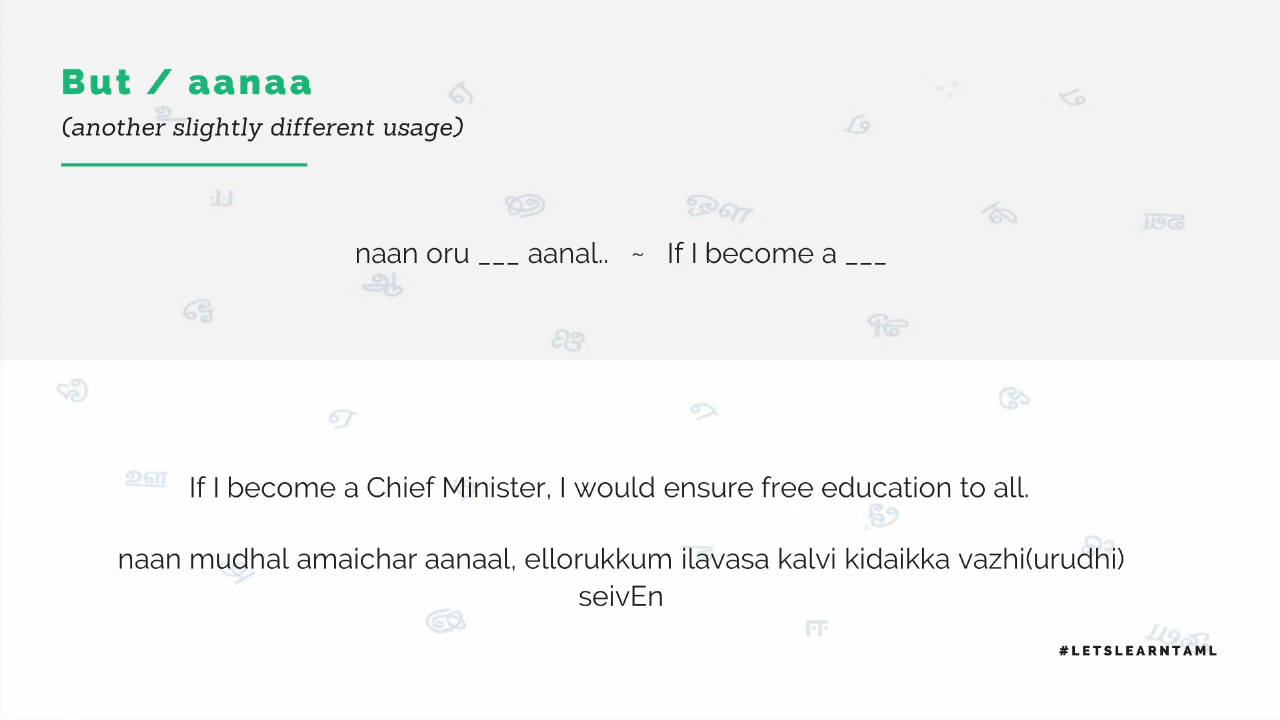 But / aanaa
(another slightly different usage)
naan oru ___ aanal.. ~ If I become a ___
If I become a Chief Minister, I would ensure free education to all.
naan mudhal amaichar aanaal, ellorukkum ilavasa kalvi kidaikka vazhi(urudhi)
seivEn
#LETSLEARNTAML